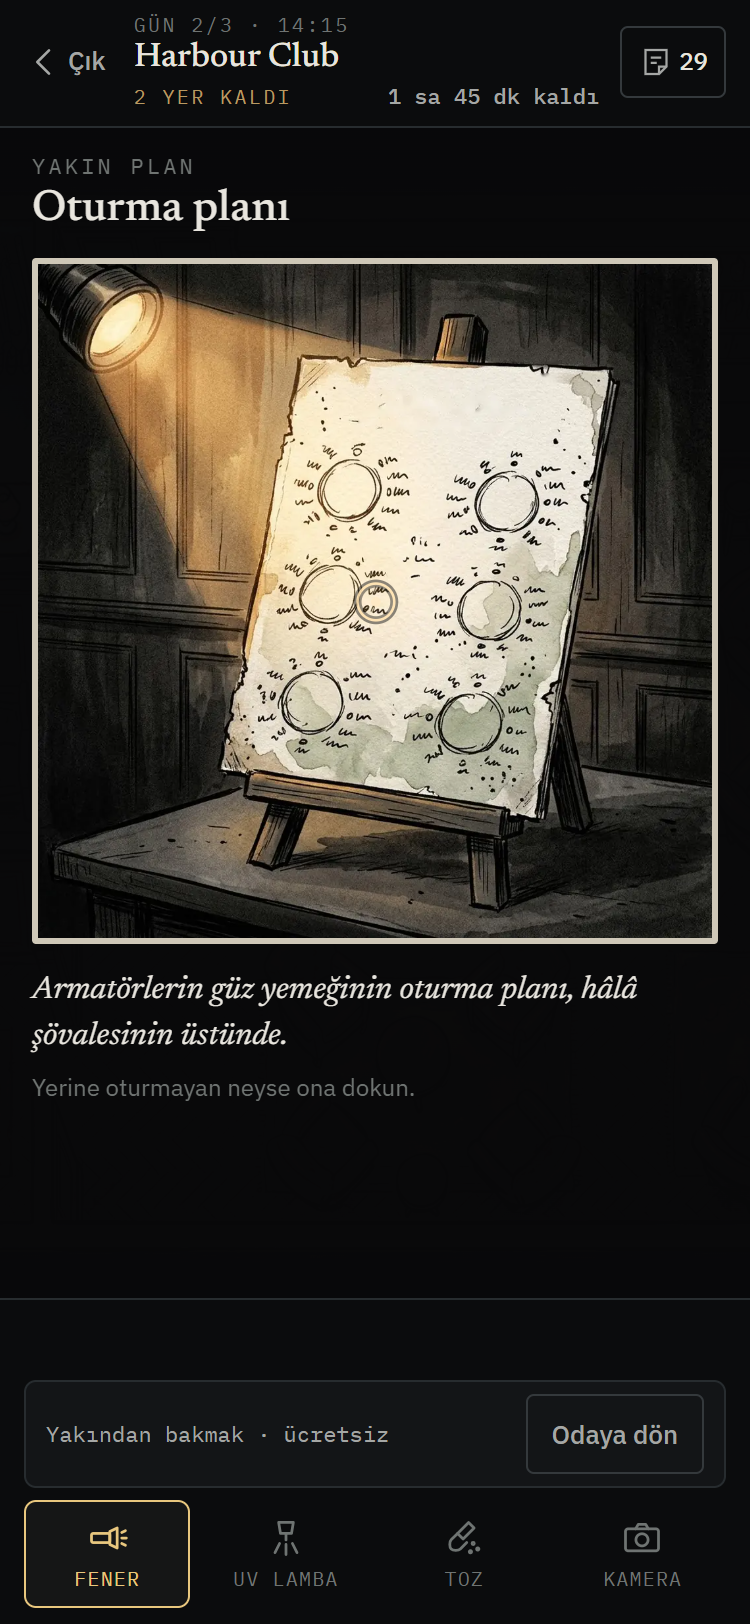 GÜN 2/3 · 14:15
Çık
Harbour Club
2 YER KALDI
1 sa 45 dk kaldı
29
YAKIN PLAN
Oturma planı
Armatörlerin güz yemeğinin oturma planı, hâlâ
şövalesinin üstünde.
Yerine oturmayan neyse ona dokun.
Yakından bakmak · ücretsiz
Odaya dön
FENER
UV LAMBA
TOZ
KAMERA